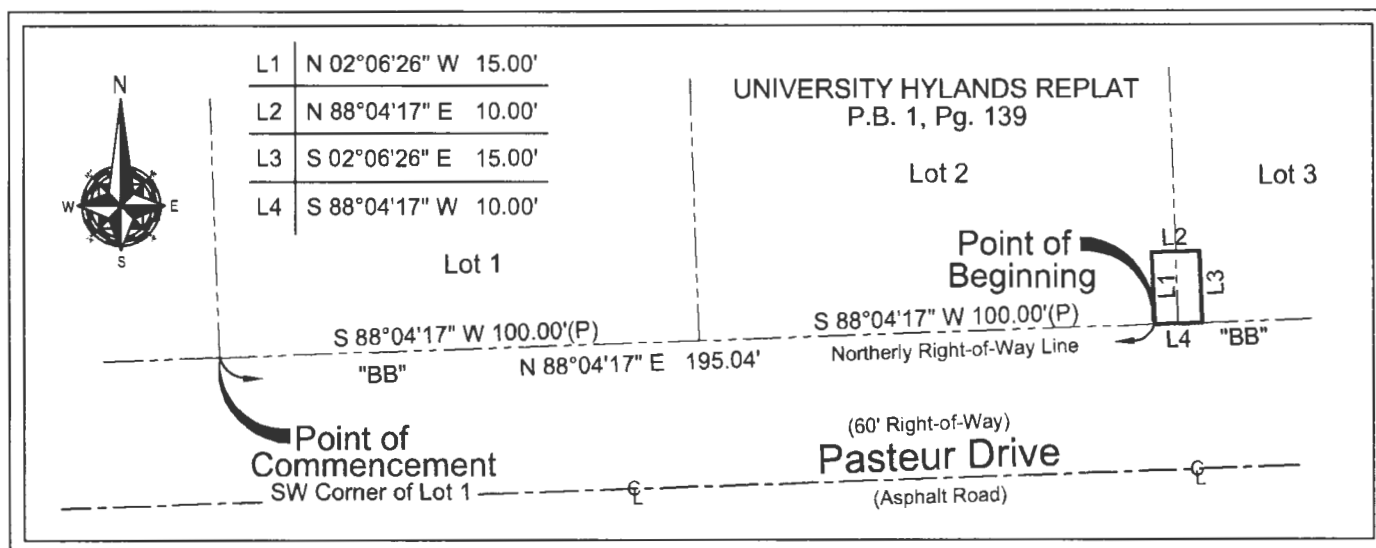 L1 N 02°06'26" W 15.00'
L2 N 88°04'17" E 10.00'
L3 S 02°06'26" E 15.00'
L4 S 88°04'17" W 10.00'
N
W
E
S
UNIVERSITY HYLANDS REPLAT
P.B. 1, Pg. 139
Lot 1
Lot 2
Lot 3
Point of
Beginning
L2
L1
L3
L4
S 88°04'17" W 100.00'(P)
S 88°04'17" W 100.00'(P)
Northerly Right-of-Way Line
"BB"
"BB"
N 88°04'17" E 195.04'
Point of
Commencement
SW Corner of Lot 1
(60' Right-of-Way)
Pasteur Drive
(Asphalt Road)
℄
℄